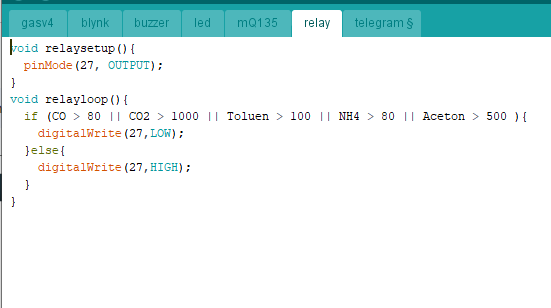 gasv4 blynk buzzer led mQ135 relay telegram §
void relaysetup(){
pinMode(27, OUTPUT);
}
void relayloop(){
if (CO > 80 || CO2 > 1000 || Toluen > 100 || NH4 > 80 || Aceton > 500 ){
digitalWrite(27,LOW);
}else{
digitalWrite(27,HIGH);
}
}